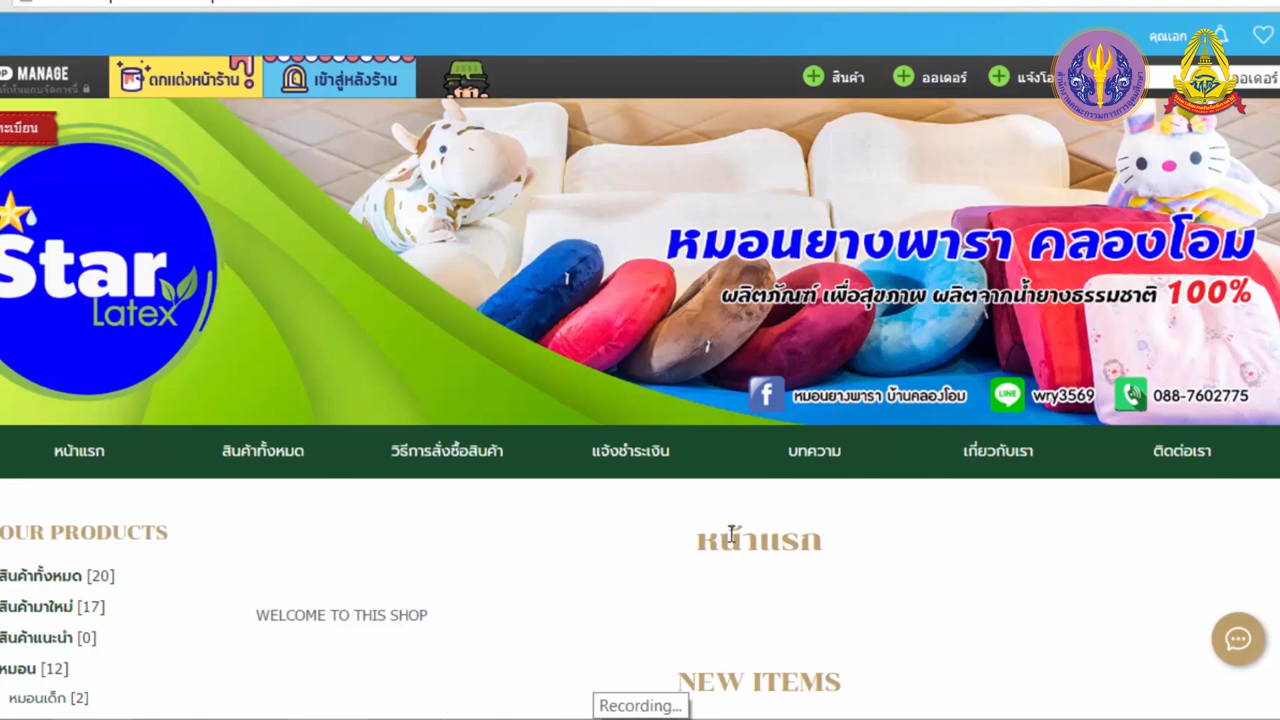 คุณเอก
MANAGE
ตกแต่งหน้าร้าน
เข้าสู่หลังร้าน
สินค้า
ออเดอร์
Star
Latex
หมอนยางพารา คลองโอม
ผลิตภัณฑ์ เพื่อสุขภาพ ผลิตจากน้ำยางธรรมชาติ 100%
หมอนยางพารา บ้านคลองโอม
LINE
wry3569
088-7602775
หน้าแรก
สินค้าทั้งหมด
วิธีการสั่งซื้อสินค้า
แจ้งชำระเงิน
บทความ
เกี่ยวกับเรา
ติดต่อเรา
OUR PRODUCTS
หน้าแรก
สินค้าทั้งหมด [20]
สินค้ามาใหม่ [17]
WELCOME TO THIS SHOP
สินค้าแนะนำ [0]
หมอน [12]
NEW ITEMS
หมอนเด็ก [2]
Recording...